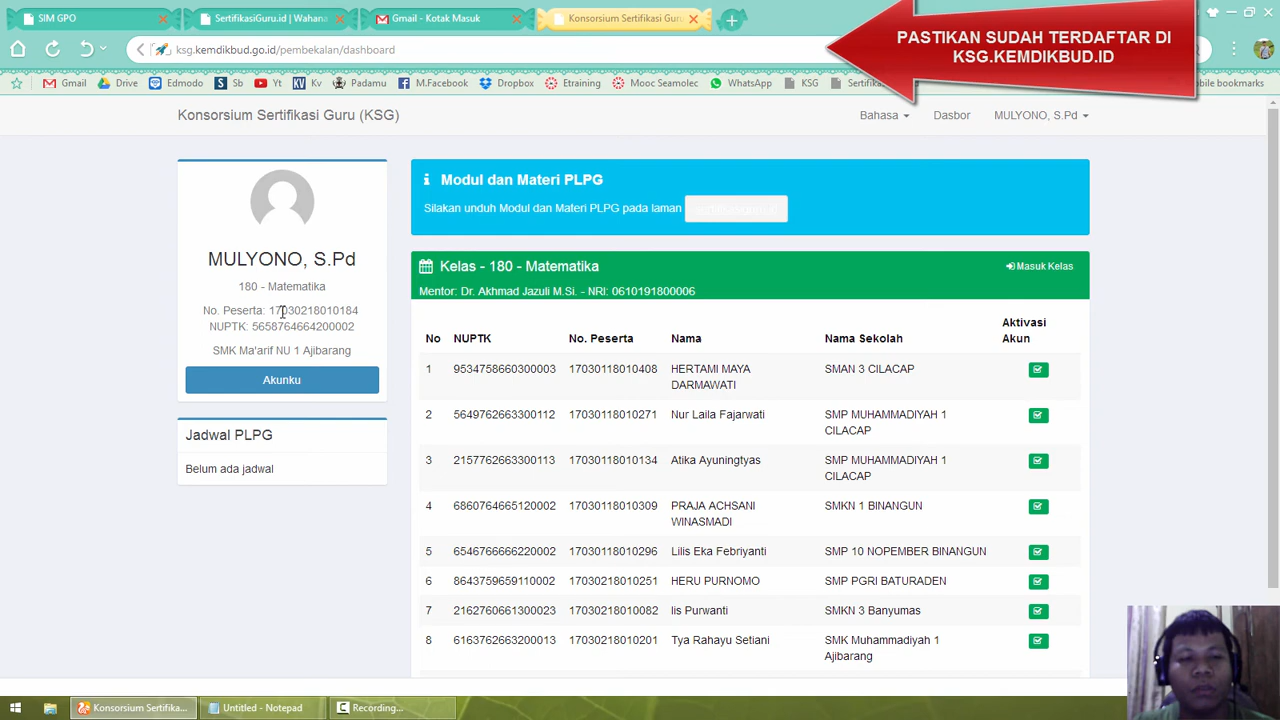 SIM GPO
SertifikasiGuru.id | Wahana
Gmail - Kotak Masuk
Konsorsium Sertifikasi Guru
PASTIKAN SUDAH TERDAFTAR DI
KSG.KEMDIKBUD.ID
ksg.kemdikbud.go.id/pembekalan/dashboard
Gmail
Drive
Edmodo
Sb
Yt
Kv
Padamu
M.Facebook
Dropbox
Etraining
Mooc Seamolec
WhatsApp
KSG
bookmarks
Konsorsium Sertifikasi Guru (KSG)
Bahasa
Dasbor
MULYONO, S.Pd
MULYONO, S.Pd
180 - Matematika
No. Peserta: 17030218010184
NUPTK: 5658764664200002
SMK Ma'arif NU 1 Ajibarang
Akunku
Jadwal PLPG
Belum ada jadwal
Modul dan Materi PLPG
Silakan unduh Modul dan Materi PLPG pada laman
Kelas - 180 - Matematika
Masuk Kelas
Mentor: Dr. Akhmad Jazuli M.Si. - NRI: 0610191800006
No NUPTK No. Peserta Nama Nama Sekolah Aktivasi Akun
1 9534758660300003 17030118010408 HERTAMI MAYA DARMAWATI SMAN 3 CILACAP
2 5649762663300112 17030118010271 Nur Laila Fajarwati SMP MUHAMMADIYAH 1 CILACAP
3 2157762663300113 17030118010134 Atika Ayuningtyas SMP MUHAMMADIYAH 1 CILACAP
4 6860764665120002 17030118010309 PRAJA ACHSANI WINASMADI SMKN 1 BINANGUN
5 6546766666220002 17030118010296 Lilis Eka Febriyanti SMP 10 NOPEMBER BINANGUN
6 8643759659110002 17030218010251 HERU PURNOMO SMP PGRI BATURADEN
7 2162760661300023 17030218010082 Iis Purwanti SMKN 3 Banyumas
8 6163762663200013 17030218010201 Tya Rahayu Setiani SMK Muhammadiyah 1 Ajibarang
Konsorsium Sertifika...
Untitled - Notepad
Recording...